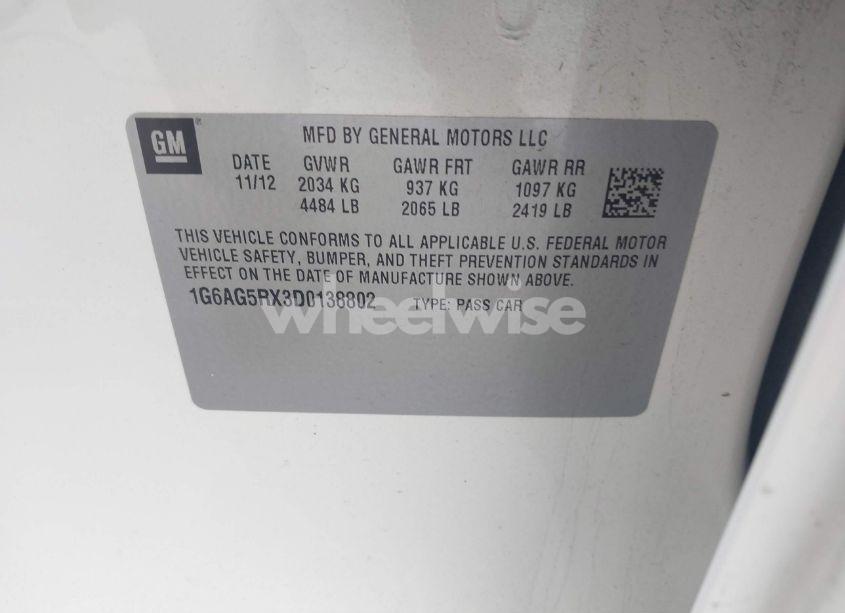 GM
MFD BY GENERAL MOTORS LLC
DATE GVWR GAWR FRT GAWR RR
11/12 2034 KG 937 KG 1097 KG
4484 LB 2065 LB 2419 LB
THIS VEHICLE CONFORMS TO ALL APPLICABLE U.S. FEDERAL MOTOR
VEHICLE SAFETY, BUMPER, AND THEFT PREVENTION STANDARDS IN
EFFECT ON THE DATE OF MANUFACTURE SHOWN ABOVE.
1G6AG5RX3D0138802 TYPE: PASS CAR
wheelwise